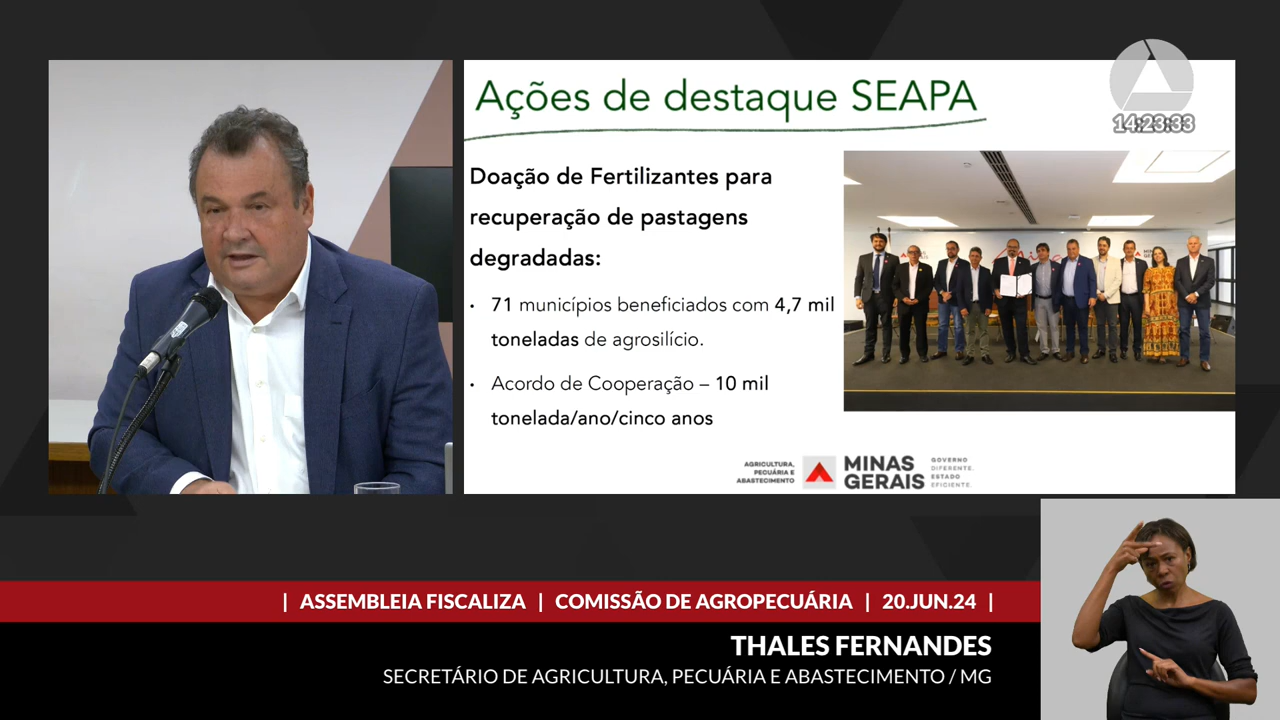 Ações de destaque SEAPA
14:23:33
Doação de Fertilizantes para
recuperação de pastagens
degradadas:
• 71 municípios beneficiados com 4,7 mil
toneladas de agrosilício.
• Acordo de Cooperação – 10 mil
tonelada/ano/cinco anos
MINAS
GERAIS
AGRICULTURA,
PECUÁRIA E
ABASTECIMENTO
MINAS
GERAIS
GOVERNO
DIFERENTE.
ESTADO
EFICIENTE.
| ASSEMBLEIA FISCALIZA | COMISSÃO DE AGROPECUÁRIA | 20.JUN.24 |
THALES FERNANDES
SECRETÁRIO DE AGRICULTURA, PECUÁRIA E ABASTECIMENTO / MG